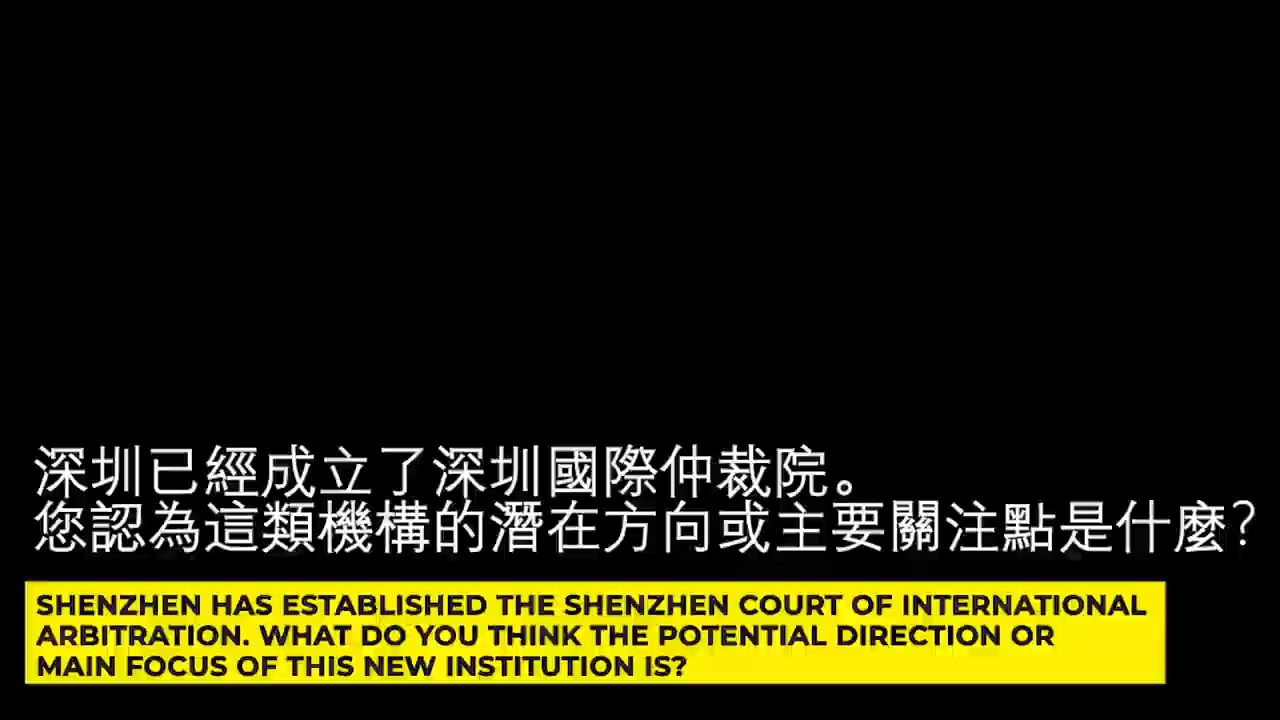 深圳已經成立了深圳國際仲裁院。
您認為這類機構的潛在方向或主要關注點是什麼?
SHENZHEN HAS ESTABLISHED THE SHENZHEN COURT OF INTERNATIONAL
ARBITRATION. WHAT DO YOU THINK THE POTENTIAL DIRECTION OR
MAIN FOCUS OF THIS NEW INSTITUTION IS?